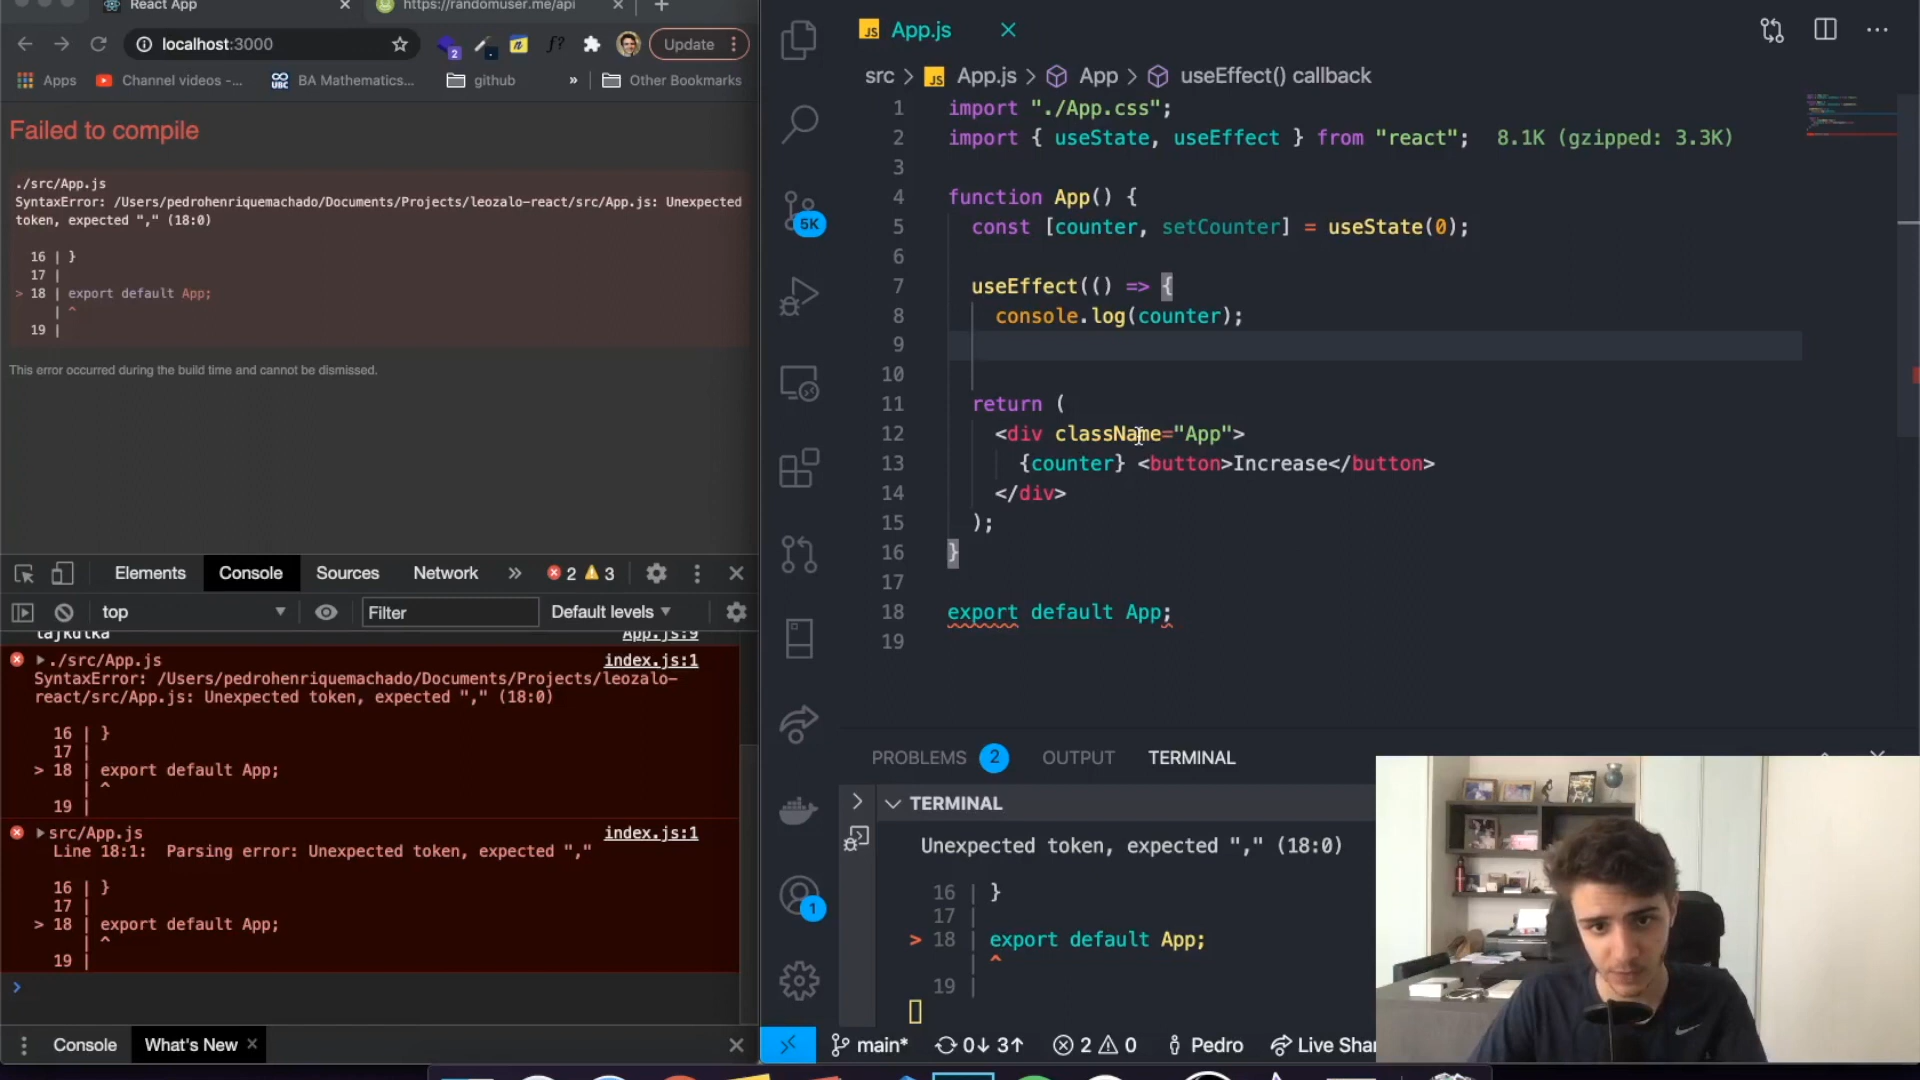 React App
https://randomuser.me/api
localhost:3000
2
Update
Apps
Channel videos -...
UBC
BA Mathematics...
github
»
Other Bookmarks
Failed to compile
./src/App.js
SyntaxError: /Users/pedrohenriquemachado/Documents/Projects/leozalo-react/src/App.js: Unexpected
token, expected "," (18:0)
16 | }
17 |
> 18 | export default App;
| ^
19 |
This error occurred during the build time and cannot be dismissed.
Elements
Console
Sources
Network
»
2
3
top
Filter
Default levels
lajkulka
App.js:9
./src/App.js
index.js:1
SyntaxError: /Users/pedrohenriquemachado/Documents/Projects/leozalo-
react/src/App.js: Unexpected token, expected "," (18:0)
16 | }
17 |
> 18 | export default App;
| ^
19 |
src/App.js
index.js:1
Line 18:1: Parsing error: Unexpected token, expected ","
16 | }
17 |
> 18 | export default App;
| ^
19 |
Console
What's New
JS App.js
src > JS App.js > App > useEffect() callback
5K
1
1 import "./App.css";
2 import { useState, useEffect } from "react"; 8.1K (gzipped: 3.3K)
3
4 function App() {
5 const [counter, setCounter] = useState(0);
6
7 useEffect(() => {
8 console.log(counter);
9
10
11 return (
12 <div className="App">
13 {counter} <button>Increase</button>
14 </div>
15 );
16 }
17
18 export default App;
19
PROBLEMS 2 OUTPUT TERMINAL
TERMINAL
Unexpected token, expected "," (18:0)
16 | }
17 |
> 18 | export default App;
| ^
19 |
main* 0↓ 3↑ 2 0 Pedro Live Shar